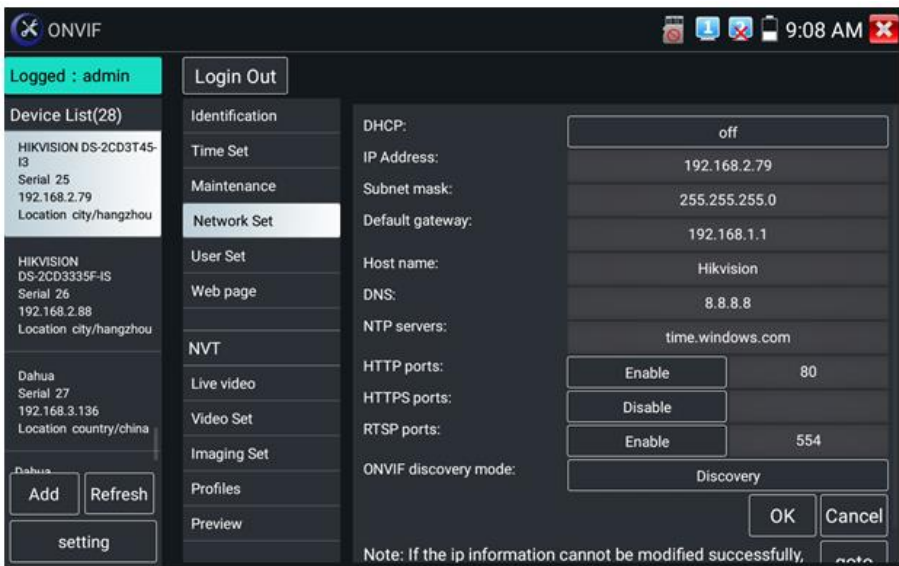 ONVIF
1
2
9:08 AM
Logged : admin
Login Out
Device List(28)
HIKVISION DS-2CD3T45-
I3
Serial 25
192.168.2.79
Location city/hangzhou
HIKVISION
DS-2CD3335F-IS
Serial 26
192.168.2.88
Location city/hangzhou
Dahua
Serial 27
192.168.3.136
Location country/china
Dahua
Add
Refresh
setting
Identification
Time Set
Maintenance
Network Set
User Set
Web page
NVT
Live video
Video Set
Imaging Set
Profiles
Preview
DHCP:
off
IP Address:
192.168.2.79
Subnet mask:
255.255.255.0
Default gateway:
192.168.1.1
Host name:
Hikvision
DNS:
8.8.8.8
NTP servers:
time.windows.com
HTTP ports:
Enable
80
HTTPS ports:
Disable
RTSP ports:
Enable
554
ONVIF discovery mode:
Discovery
OK
Cancel
Note: If the ip information cannot be modified successfully,
goto